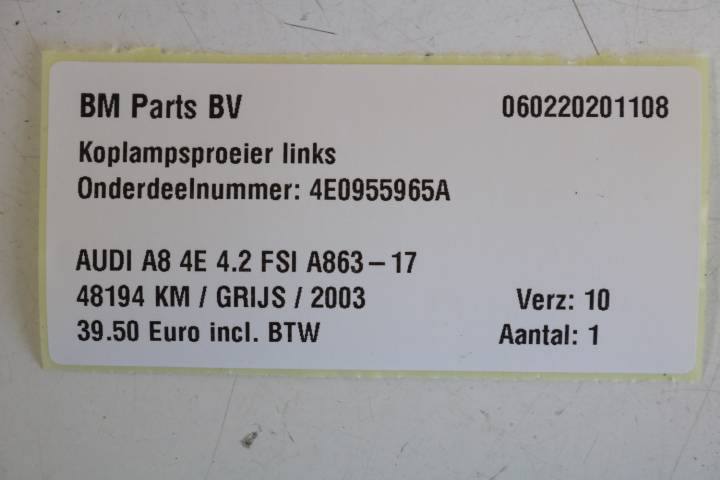 BM Parts BV 060220201108
Koplampsproeier links
Onderdeelnummer: 4E0955965A
AUDI A8 4E 4.2 FSI A863-17
48194 KM / GRIJS / 2003 Verz: 10
39.50 Euro incl. BTW Aantal: 1